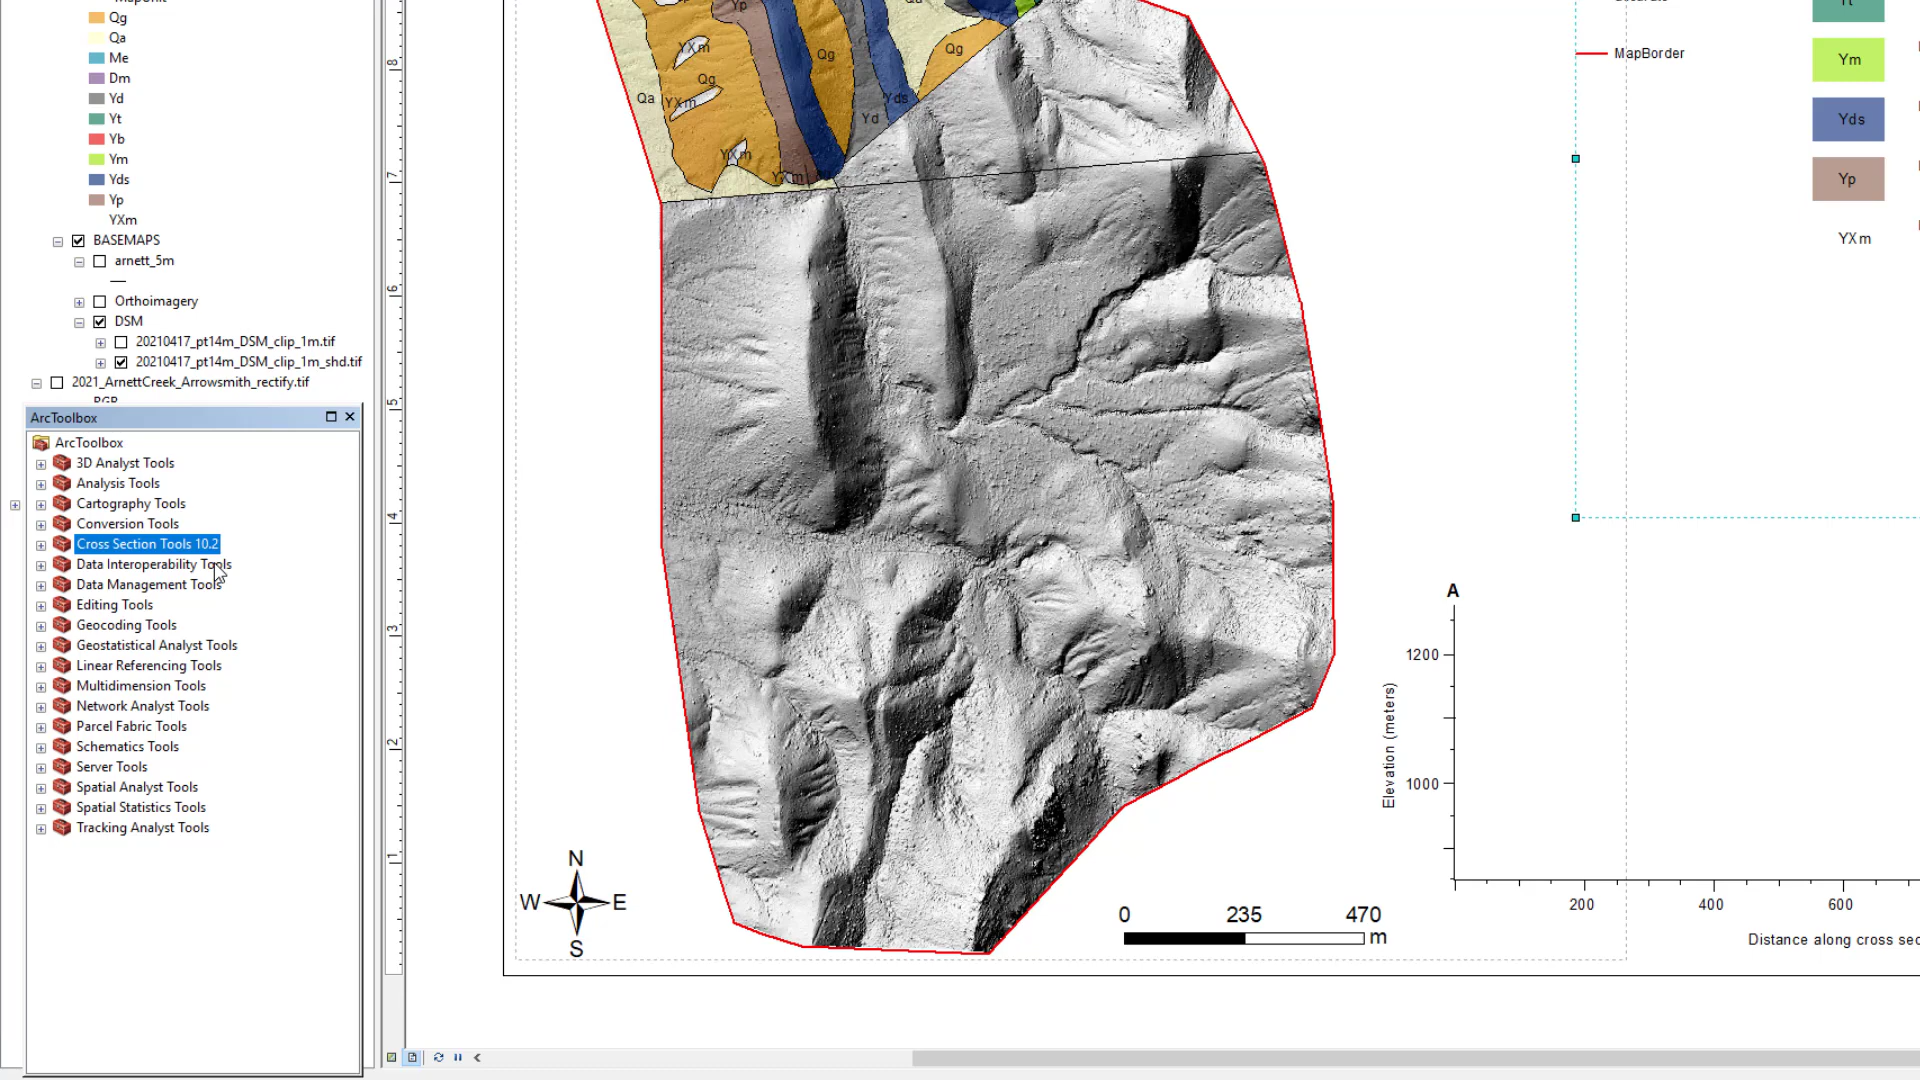 Qg
Qa
Me
Dm
Yd
Yt
Yb
Ym
Yds
Yp
YXm
BASEMAPS
arnett_5m
Orthoimagery
DSM
20210417_pt14m_DSM_clip_1m.tif
20210417_pt14m_DSM_clip_1m_shd.tif
2021_ArnettCreek_Arrowsmith_rectify.tif
RGB
ArcToolbox
ArcToolbox
3D Analyst Tools
Analysis Tools
Cartography Tools
Conversion Tools
Cross Section Tools 10.2
Data Interoperability Tools
Data Management Tools
Editing Tools
Geocoding Tools
Geostatistical Analyst Tools
Linear Referencing Tools
Multidimension Tools
Network Analyst Tools
Parcel Fabric Tools
Schematics Tools
Server Tools
Spatial Analyst Tools
Spatial Statistics Tools
Tracking Analyst Tools
8
7
6
5
4
3
2
1
Yp
YXm
Qg
Qg
Qg
Qa
YXm
Yds
Yd
YXm
YXm
N
W
E
S
0 235 470
m
MapBorder
Yt
Ym
Yds
Yp
YXm
A
1200
1000
Elevation (meters)
200 400 600
Distance along cross sec